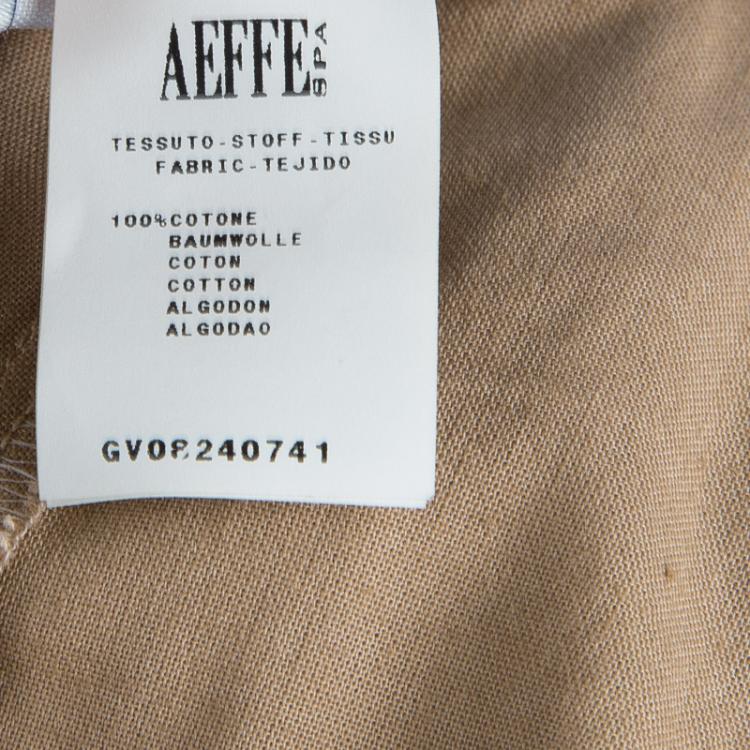 AEFFE SPA
TESSUTO-STOFF-TISSU
FABRIC-TEJIDO
100%COTONE
BAUMWOLLE
COTON
COTTON
ALGODON
ALGODAO
GV08240741